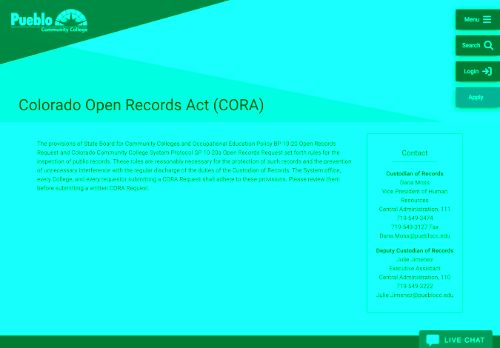 Pueblo
Community College
Menu
Search
Login
Apply
Colorado Open Records Act (CORA)
The provisions of State Board for Community Colleges and Occupational Education Policy BP 19-20 Open Records
Request and Colorado Community College System Protocol SP 19-20a Open Records Request set forth rules for the
inspection of public records. These rules are reasonably necessary for the protection of such records and the prevention
of unnecessary interference with the regular discharge of the duties of the Custodian of Records. The System office,
every College, and every requestor submitting a CORA Request shall adhere to these provisions. Please review them
before submitting a written CORA Request.
Contact
Custodian of Records
Dana Moss
Vice President of Human
Resources
Central Administration, 111
719-549-3474
719-543-3127 Fax
Dana.Moss@pueblocc.edu
Deputy Custodian of Records
Julie Jimenez
Executive Assistant
Central Administration, 110
719-549-3222
Julie.Jimenez@pueblocc.edu
LIVE CHAT